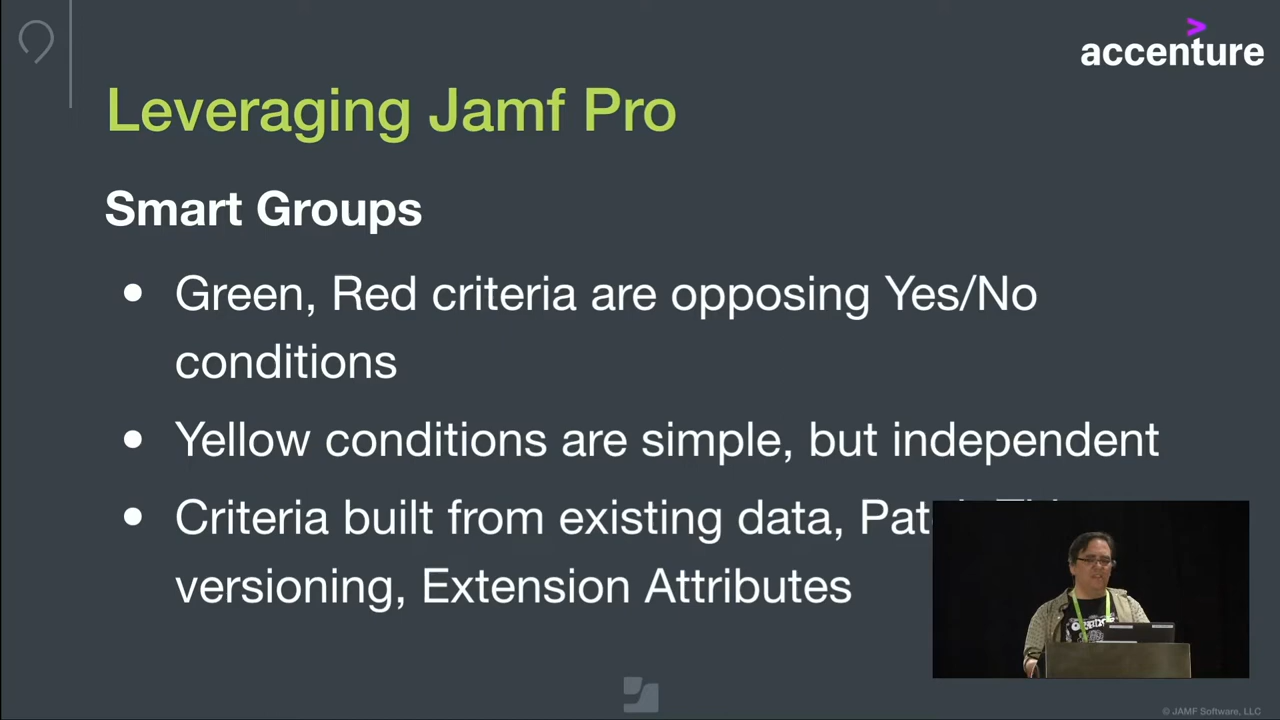 accenture
Leveraging Jamf Pro
Smart Groups
Green, Red criteria are opposing Yes/No
conditions
Yellow conditions are simple, but independent
Criteria built from existing data,
versioning, Extension Attributes
© JAMF Software, LLC